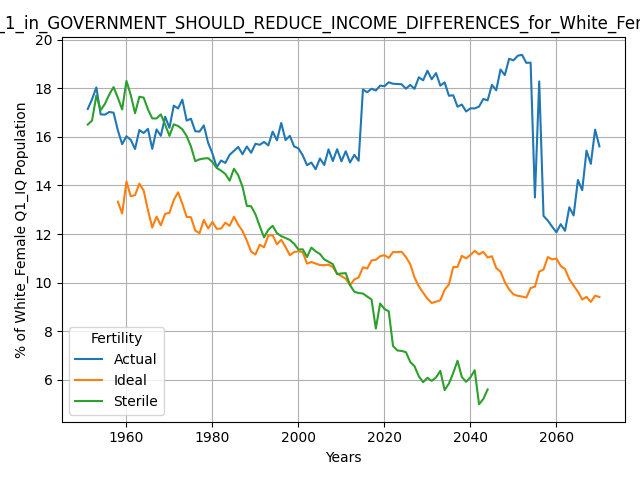 _1_in_GOVERNMENT_SHOULD_REDUCE_INCOME_DIFFERENCES_for_White_Fem
% of White_Female Q1_IQ Population
20
18
16
14
12
10
8
6
Fertility
Actual
Ideal
Sterile
1960 1980 2000 2020 2040 2060
Years